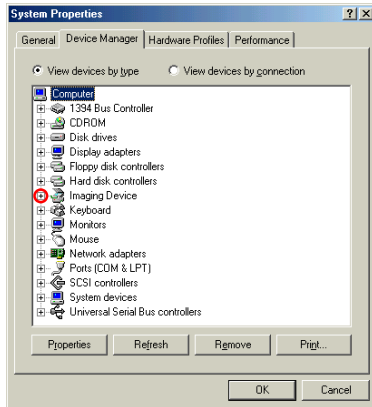 System Properties
General Device Manager Hardware Profiles Performance
View devices by type View devices by connection
Computer
1394 Bus Controller
CDROM
Disk drives
Display adapters
Floppy disk controllers
Hard disk controllers
Imaging Device
Keyboard
Monitors
Mouse
Network adapters
Ports (COM & LPT)
SCSI controllers
System devices
Universal Serial Bus controllers
Properties Refresh Remove Print...
OK Cancel